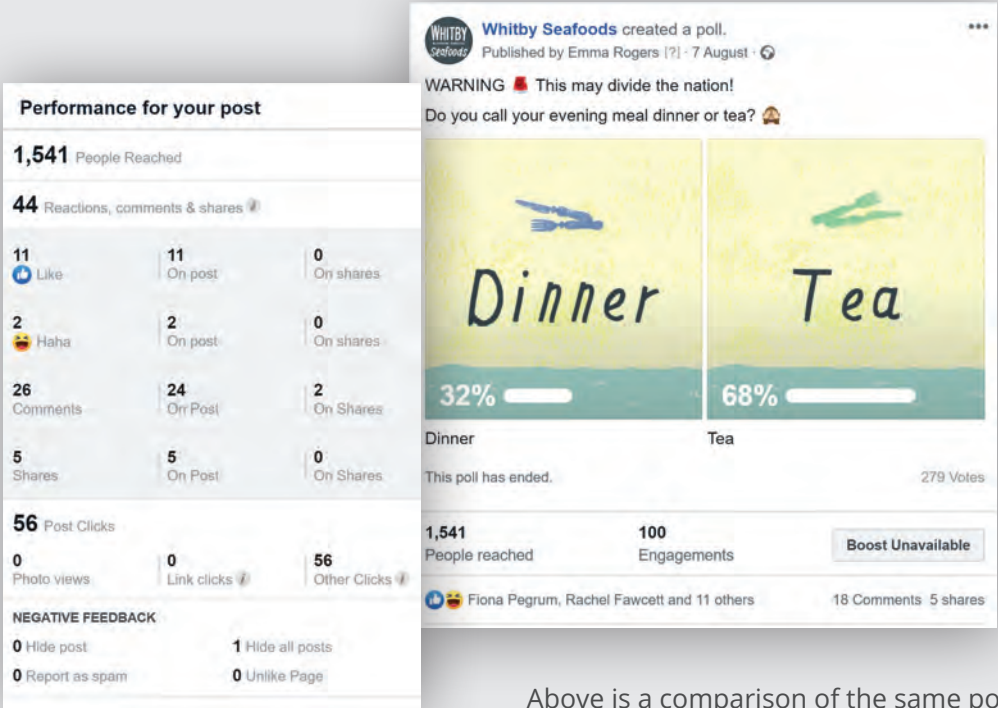 Performance for your post
1,541 People Reached
44 Reactions, comments & shares
11
Like
11
On post
0
On shares
2
Haha
2
On post
0
On shares
26
Comments
24
On Post
2
On Shares
5
Shares
5
On Post
0
On Shares
56 Post Clicks
0
Photo views
0
Link clicks
56
Other Clicks
NEGATIVE FEEDBACK
0 Hide post
1 Hide all posts
0 Report as spam
0 Unlike Page
WHITBY
Seafoods
Whitby Seafoods created a poll.
Published by Emma Rogers [?] · 7 August ·
WARNING This may divide the nation!
Do you call your evening meal dinner or tea?
Dinner
32%
Tea
68%
Dinner
Tea
This poll has ended.
279 Votes
1,541
People reached
100
Engagements
Boost Unavailable
Fiona Pegrum, Rachel Fawcett and 11 others
18 Comments 5 shares
Above is a comparison of the same po